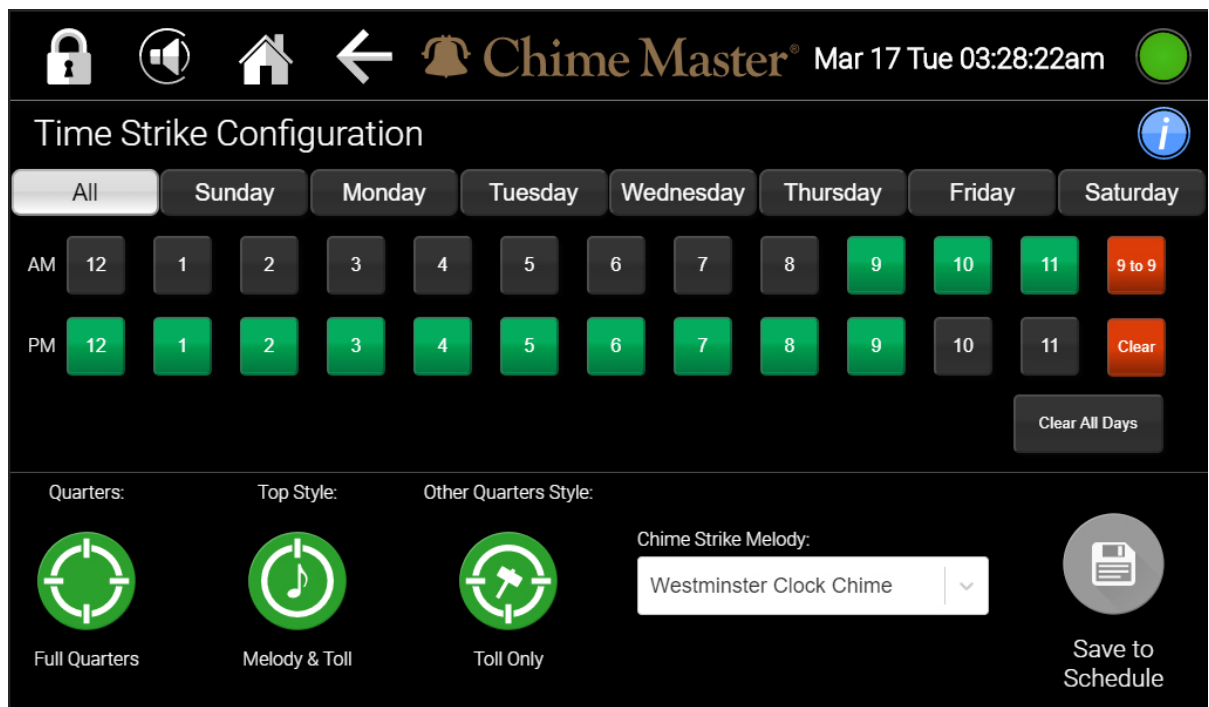 Chime Master® Mar 17 Tue 03:28:22am
Time Strike Configuration i
All Sunday Monday Tuesday Wednesday Thursday Friday Saturday
AM 12 1 2 3 4 5 6 7 8 9 10 11 9 to 9
PM 12 1 2 3 4 5 6 7 8 9 10 11 Clear
Clear All Days
Quarters: Top Style: Other Quarters Style:
Chime Strike Melody:
Westminster Clock Chime
Full Quarters Melody & Toll Toll Only
Save to
Schedule